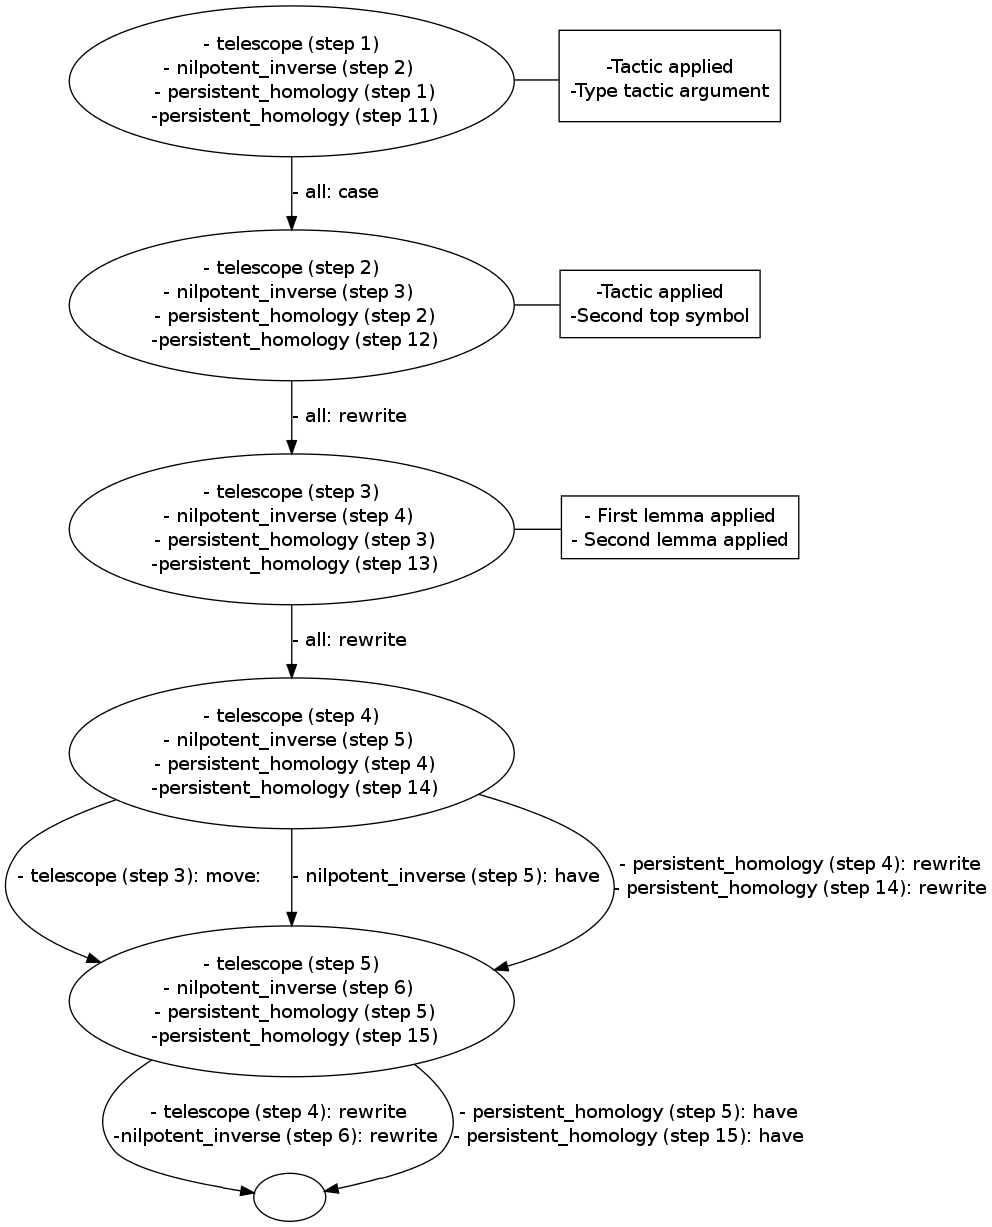 - telescope (step 1)
- nilpotent_inverse (step 2)
- persistent_homology (step 1)
-persistent_homology (step 11)
-Tactic applied
-Type tactic argument
- all: case
- telescope (step 2)
- nilpotent_inverse (step 3)
- persistent_homology (step 2)
-persistent_homology (step 12)
-Tactic applied
-Second top symbol
- all: rewrite
- telescope (step 3)
- nilpotent_inverse (step 4)
- persistent_homology (step 3)
-persistent_homology (step 13)
- First lemma applied
- Second lemma applied
- all: rewrite
- telescope (step 4)
- nilpotent_inverse (step 5)
- persistent_homology (step 4)
-persistent_homology (step 14)
- telescope (step 3): move:
- nilpotent_inverse (step 5): have
- persistent_homology (step 4): rewrite
- persistent_homology (step 14): rewrite
- telescope (step 5)
- nilpotent_inverse (step 6)
- persistent_homology (step 5)
-persistent_homology (step 15)
- telescope (step 4): rewrite
-nilpotent_inverse (step 6): rewrite
- persistent_homology (step 5): have
- persistent_homology (step 15): have